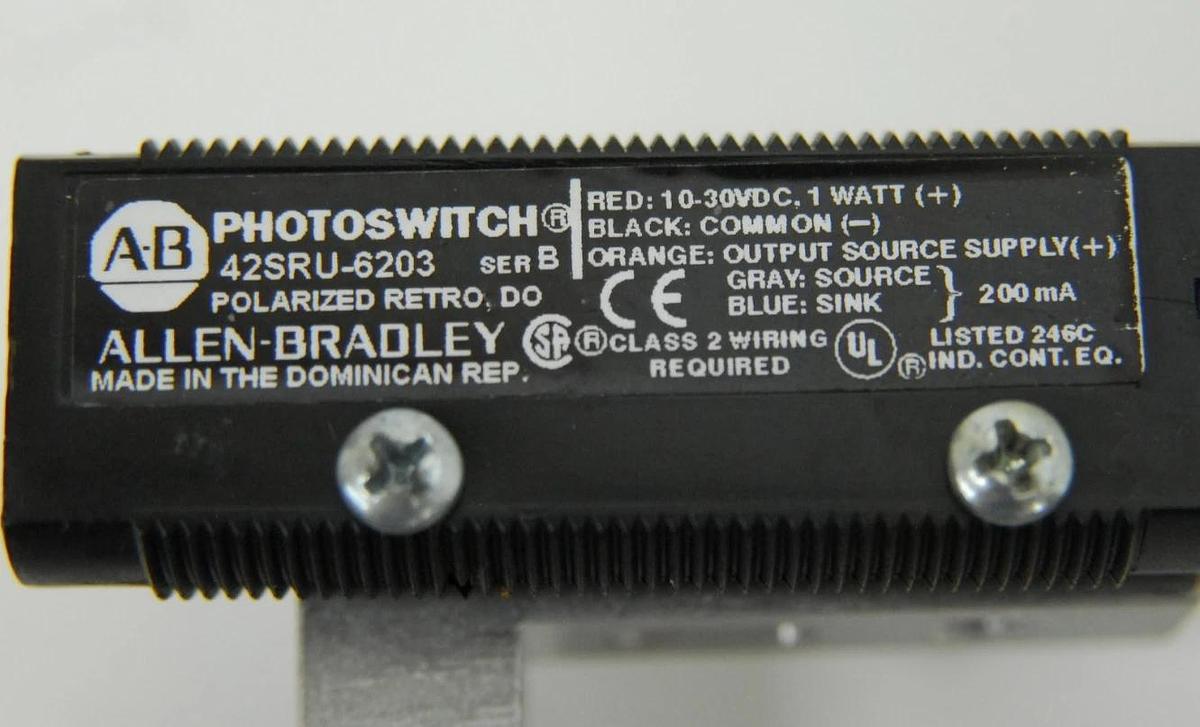 A-B
PHOTOSWITCH®
42SRU-6203 SER B
POLARIZED RETRO, DO
ALLEN-BRADLEY
MADE IN THE DOMINICAN REP.
RED: 10-30VDC, 1 WATT (+)
BLACK: COMMON (-)
ORANGE: OUTPUT SOURCE SUPPLY(+)
CE
GRAY: SOURCE
BLUE: SINK
200 mA
SA ® CLASS 2 WIRING
REQUIRED
UL ®
LISTED 246C
IND. CONT. EQ.